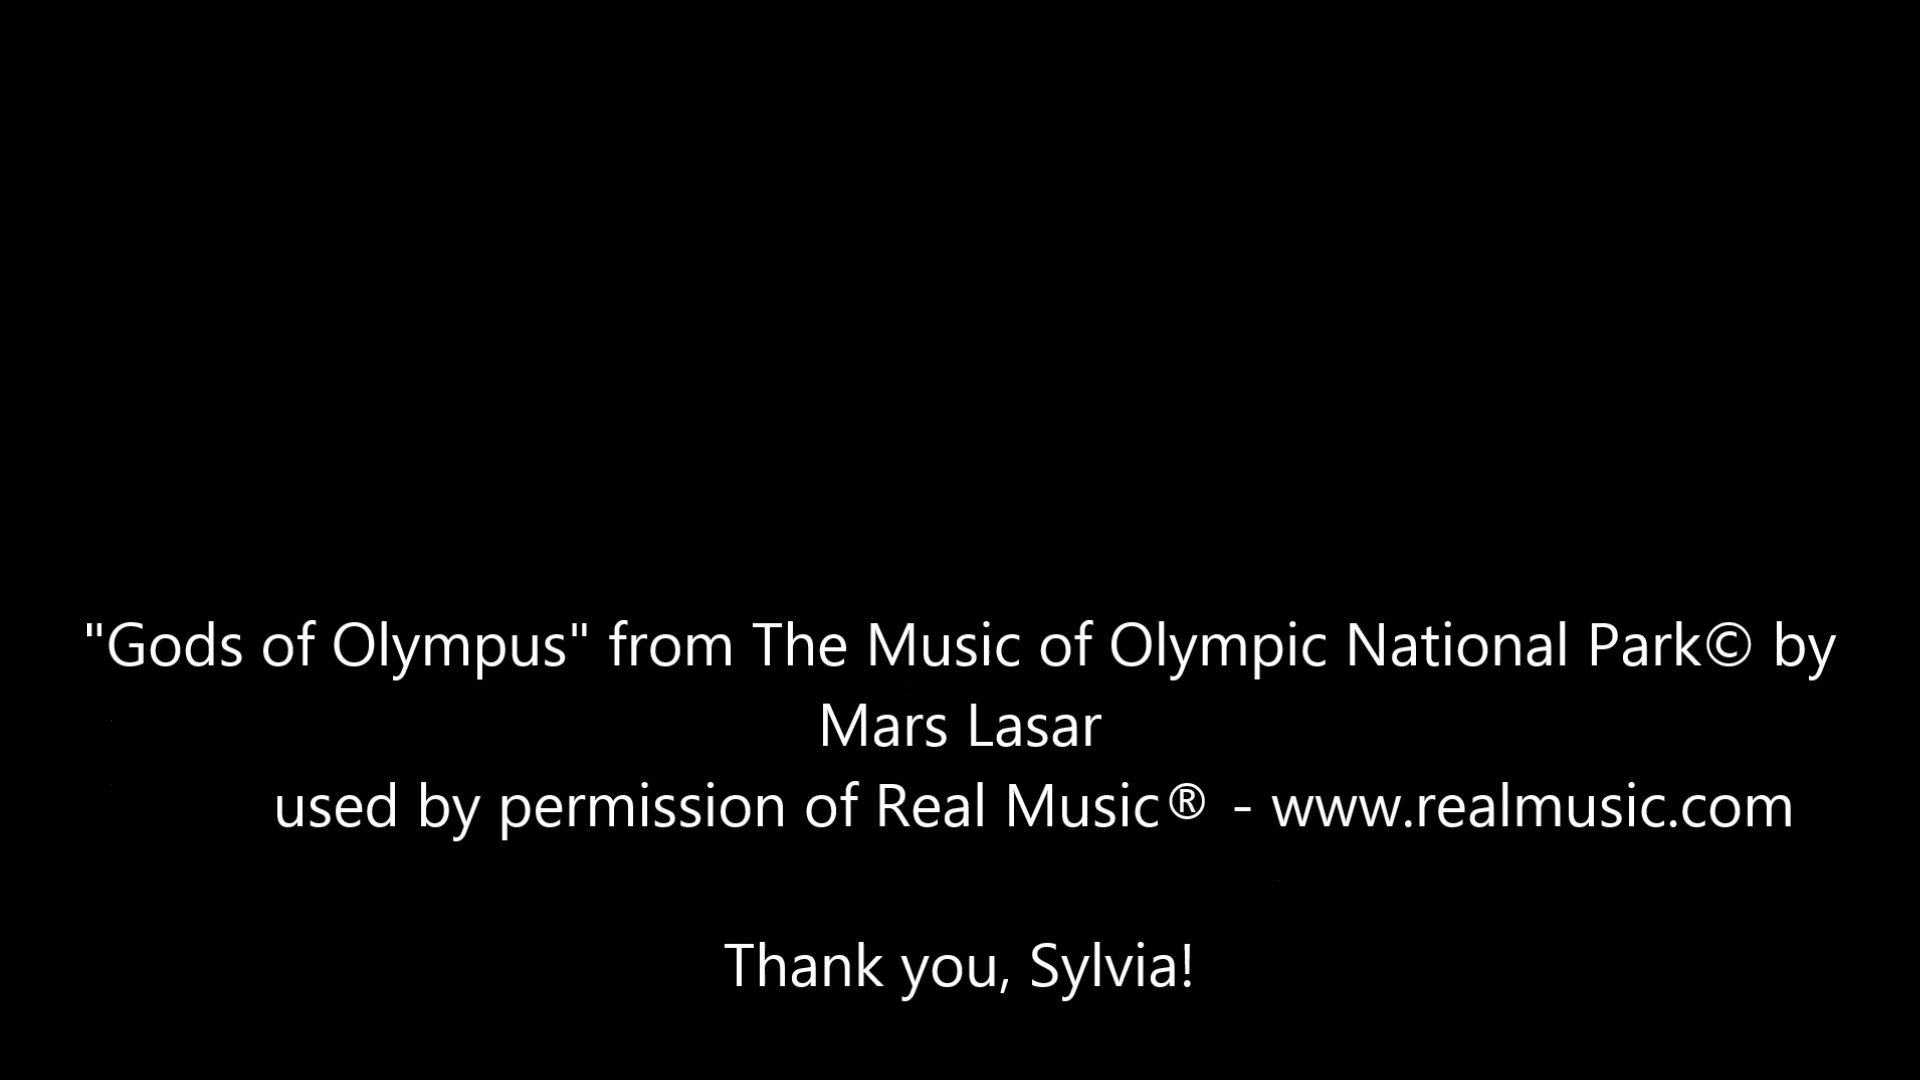 "Gods of Olympus" from The Music of Olympic National Park© by
Mars Lasar
used by permission of Real Music® - www.realmusic.com
Thank you, Sylvia!